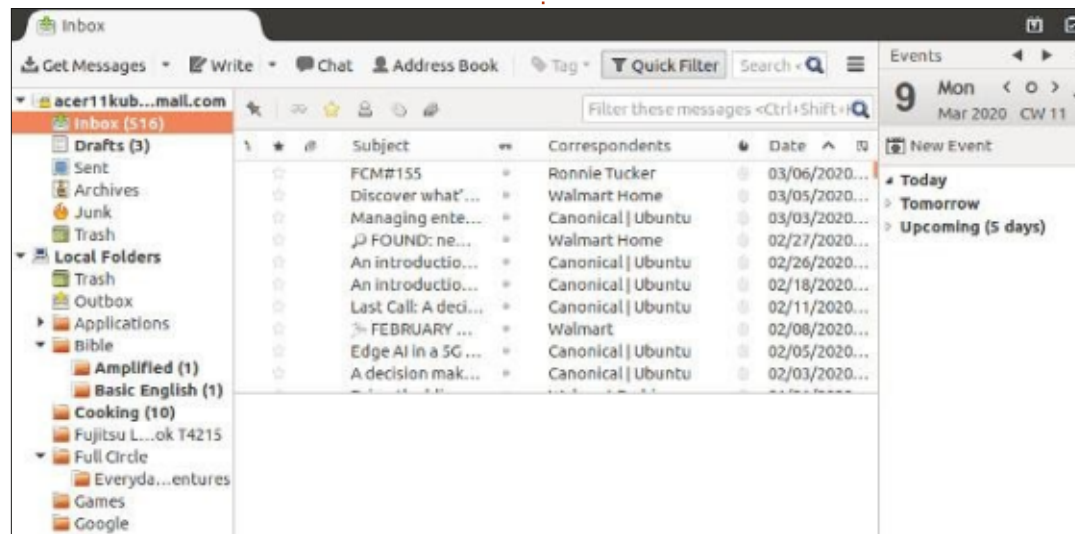 Inbox
Get Messages Write Chat Address Book Tag Quick Filter Search
Events
9 Mon
Mar 2020 CW 11
New Event
Today
Tomorrow
Upcoming (5 days)
acer11kub...mail.com
Inbox (516)
Drafts (3)
Sent
Archives
Junk
Trash
Local Folders
Trash
Outbox
Applications
Bible
Amplified (1)
Basic English (1)
Cooking (10)
Fujitsu L...ok T4215
Full Circle
Everyda...entures
Games
Google
Filter these messages <Ctrl+Shift+
Subject Correspondents Date
FCM#155 Ronnie Tucker 03/06/2020...
Discover what'... Walmart Home 03/05/2020...
Managing ente... Canonical | Ubuntu 03/03/2020...
FOUND: ne... Walmart Home 02/27/2020...
An introductio... Canonical | Ubuntu 02/26/2020...
An introductio... Canonical | Ubuntu 02/18/2020...
Last Call: A deci... Canonical | Ubuntu 02/11/2020...
FEBRUARY ... Walmart 02/08/2020...
Edge AI in a 5G ... Canonical | Ubuntu 02/05/2020...
A decision mak... Canonical | Ubuntu 02/03/2020...